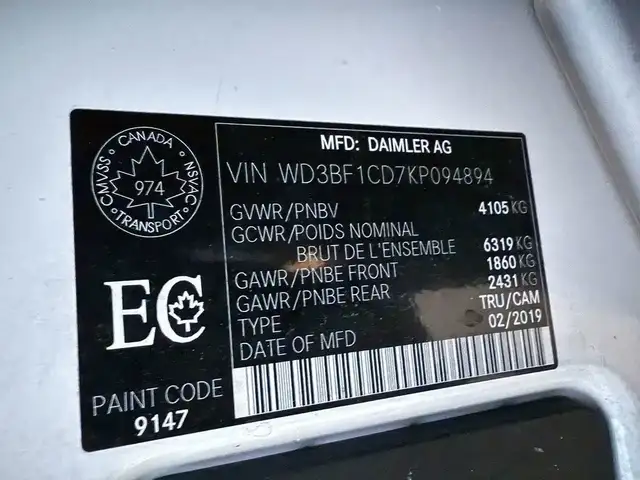 CANADA
CMVSS
NSVAC
974
TRANSPORT
EC
PAINT CODE
9147
MFD: DAIMLER AG
VIN WD3BF1CD7KP094894
GVWR/PNBV 4105 KG
GCWR/POIDS NOMINAL
BRUT DE L'ENSEMBLE 6319 KG
GAWR/PNBE FRONT 1860 KG
GAWR/PNBE REAR 2431 KG
TYPE TRU/CAM
DATE OF MFD 02/2019